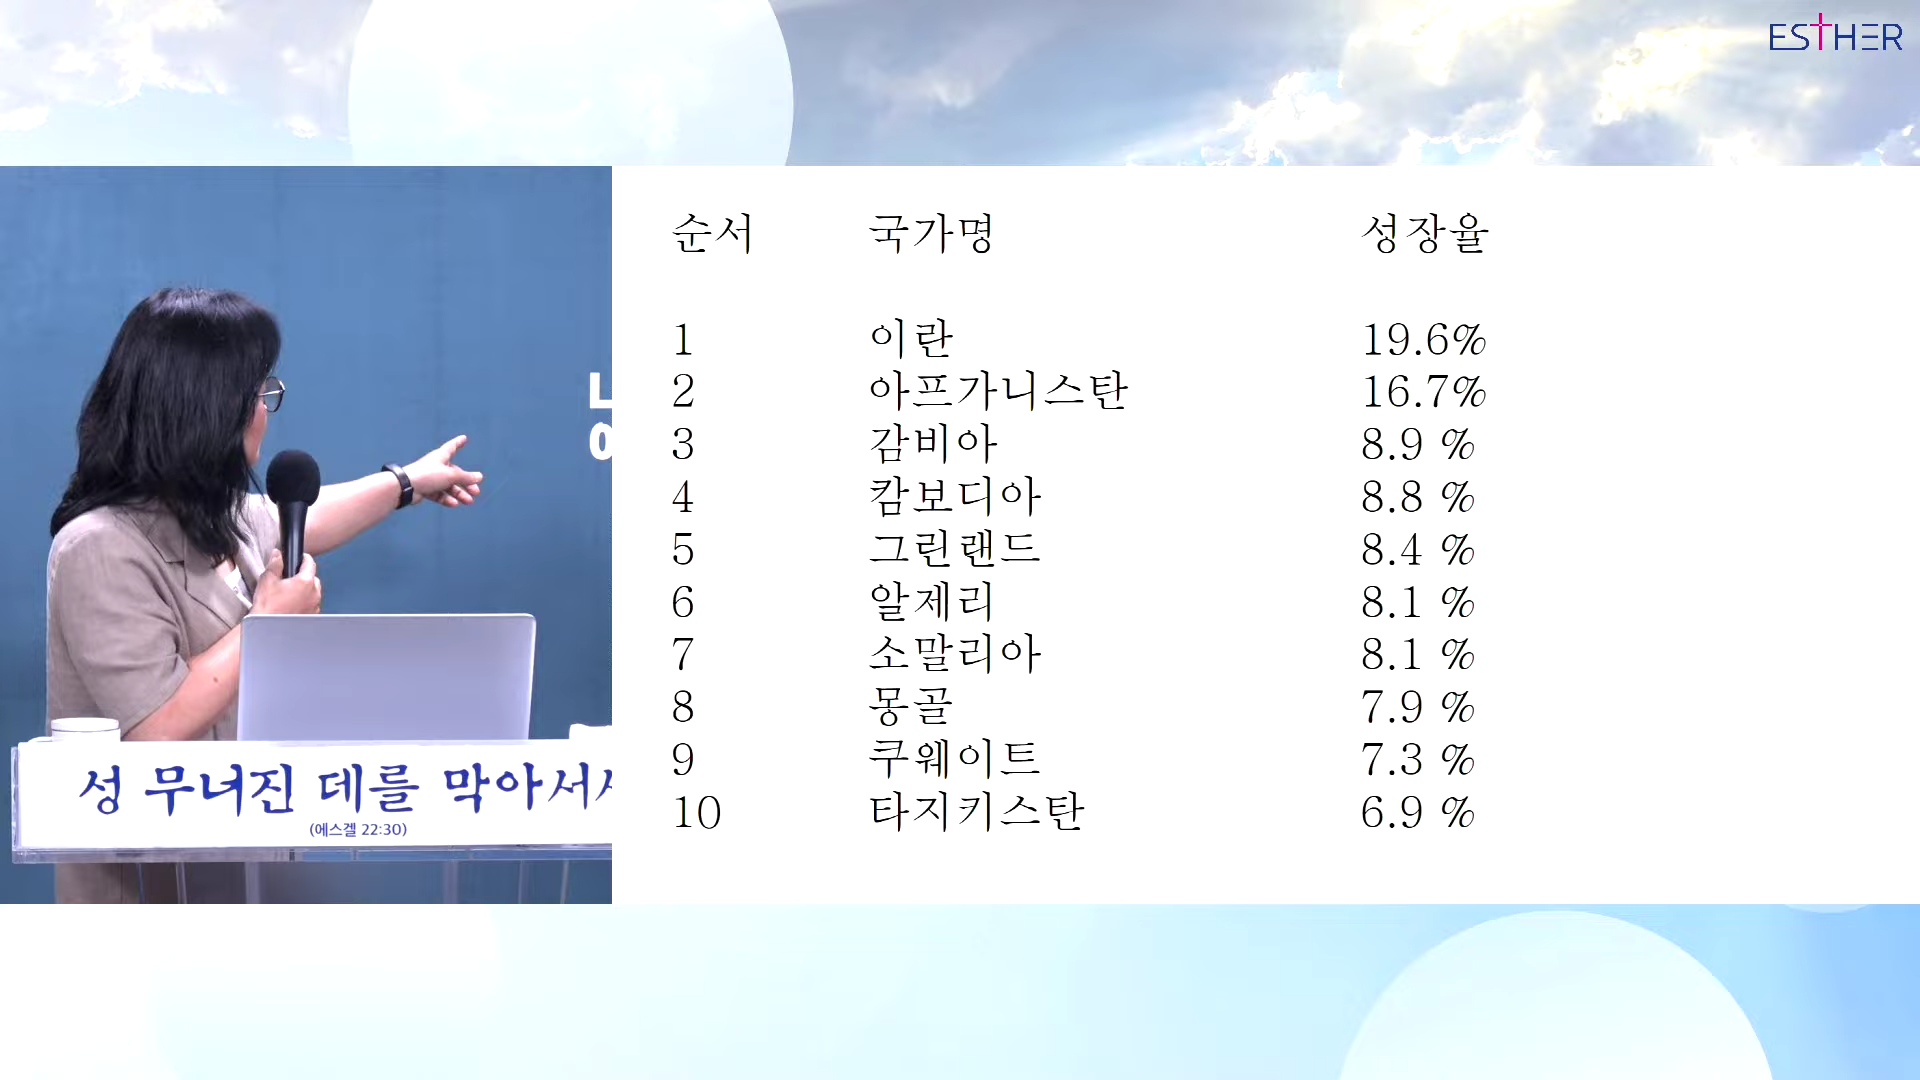 ESTHER
순서 국가명 성장율
1 이란 19.6%
2 아프가니스탄 16.7%
3 감비아 8.9 %
4 캄보디아 8.8 %
5 그린랜드 8.4 %
6 알제리 8.1 %
7 소말리아 8.1 %
8 몽골 7.9 %
9 쿠웨이트 7.3 %
10 타지키스탄 6.9 %
성 무너진 데를 막아서
(에스겔 22:30)